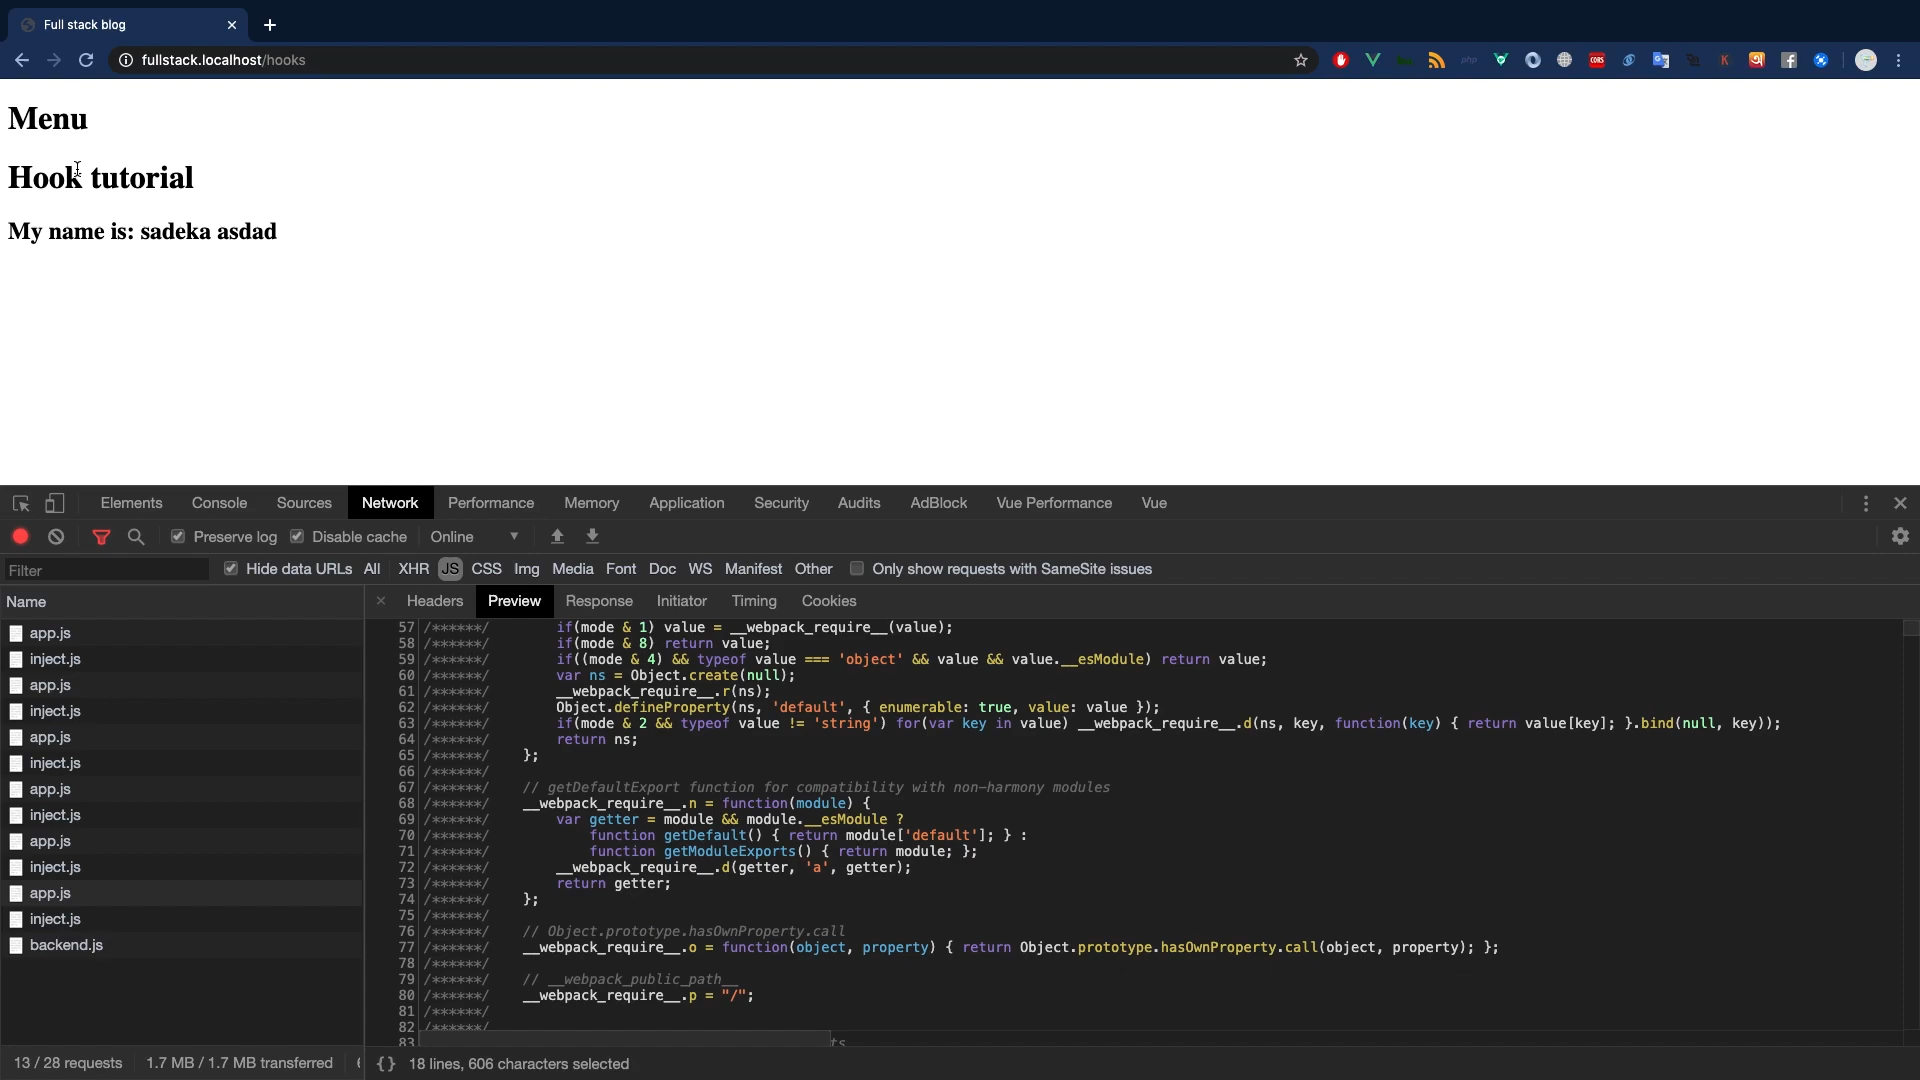 Full stack blog
fullstack.localhost/hooks
Menu
Hook tutorial
My name is: sadeka asdad
Elements Console Sources Network Performance Memory Application Security Audits AdBlock Vue Performance Vue
Preserve log Disable cache Online
Filter Hide data URLs All XHR JS CSS Img Media Font Doc WS Manifest Other Only show requests with SameSite issues
Name
Headers Preview Response Initiator Timing Cookies
app.js
inject.js
app.js
inject.js
app.js
inject.js
app.js
inject.js
app.js
inject.js
app.js
inject.js
backend.js
57 /******/ if(mode & 1) value = __webpack_require__(value);
58 /******/ if(mode & 8) return value;
59 /******/ if((mode & 4) && typeof value === 'object' && value && value.__esModule) return value;
60 /******/ var ns = Object.create(null);
61 /******/ __webpack_require__.r(ns);
62 /******/ Object.defineProperty(ns, 'default', { enumerable: true, value: value });
63 /******/ if(mode & 2 && typeof value != 'string') for(var key in value) __webpack_require__.d(ns, key, function(key) { return value[key]; }.bind(null, key));
64 /******/ return ns;
65 /******/ };
66 /******/
67 /******/ // getDefaultExport function for compatibility with non-harmony modules
68 /******/ __webpack_require__.n = function(module) {
69 /******/ var getter = module && module.__esModule ?
70 /******/ function getDefault() { return module['default']; } :
71 /******/ function getModuleExports() { return module; };
72 /******/ __webpack_require__.d(getter, 'a', getter);
73 /******/ return getter;
74 /******/ };
75 /******/
76 /******/ // Object.prototype.hasOwnProperty.call
77 /******/ __webpack_require__.o = function(object, property) { return Object.prototype.hasOwnProperty.call(object, property); };
78 /******/
79 /******/ // __webpack_public_path__
80 /******/ __webpack_require__.p = "/";
81 /******/
82 /******/
83
13 / 28 requests 1.7 MB / 1.7 MB transferred
{} 18 lines, 606 characters selected